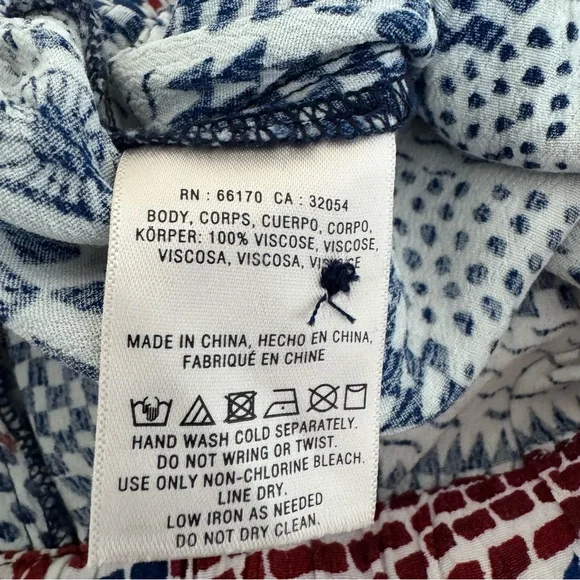 RN : 66170 CA : 32054
BODY, CORPS, CUERPO, CORPO,
KÖRPER: 100% VISCOSE, VISCOSE,
VISCOSA, VISCOSA,
MADE IN CHINA, HECHO EN CHINA,
FABRIQUÉ EN CHINE
HAND WASH COLD SEPARATELY.
DO NOT WRING OR TWIST.
USE ONLY NON-CHLORINE BLEACH.
LINE DRY.
LOW IRON AS NEEDED
DO NOT DRY CLEAN.